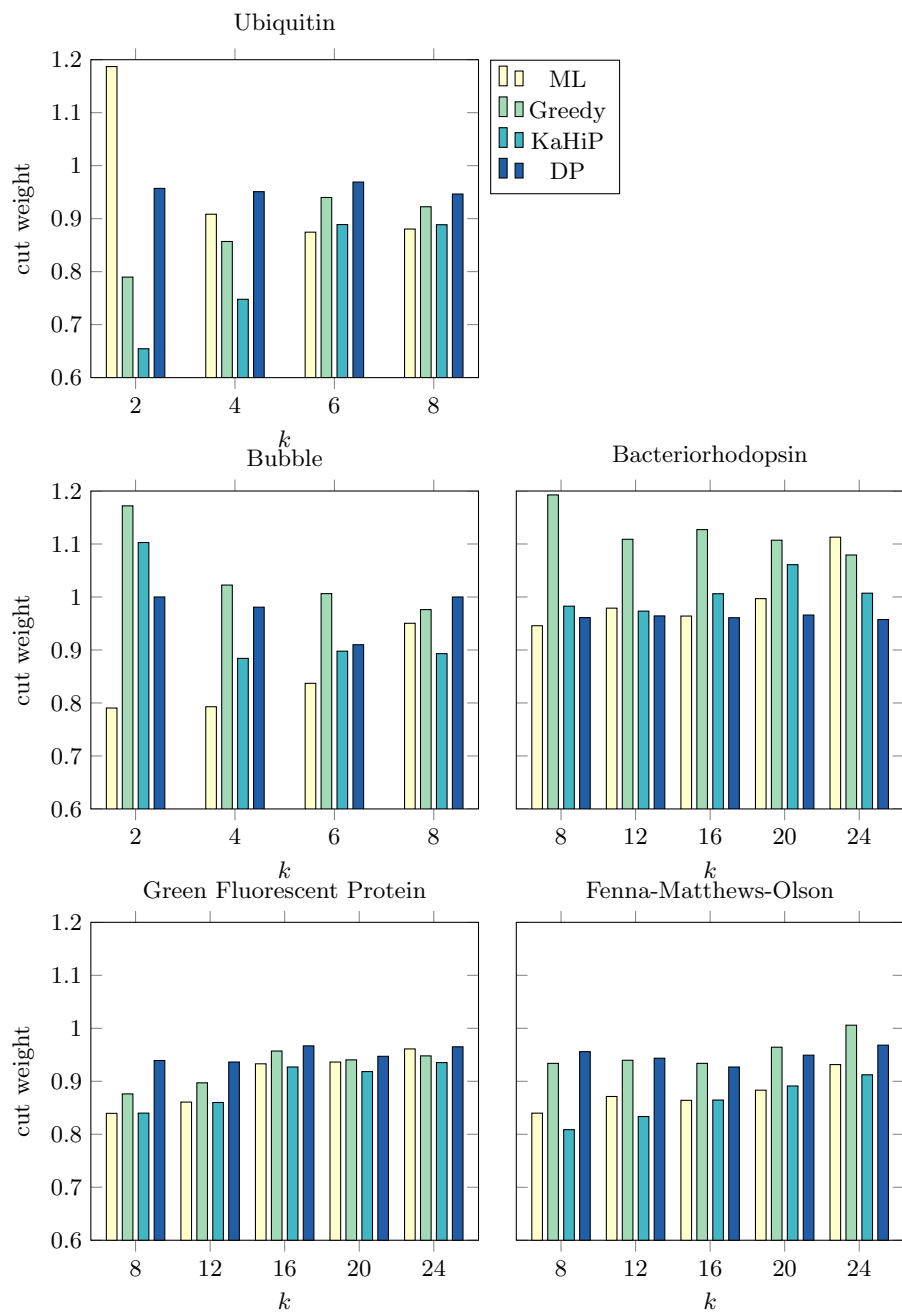 Ubiquitin
1.2
1.1
1
0.9
0.8
0.7
0.6
cut weight
2 4 6 8
k
ML
Greedy
KaHiP
DP
Bubble
1.2
1.1
1
0.9
0.8
0.7
0.6
cut weight
2 4 6 8
k
Bacteriorhodopsin
8 12 16 20 24
k
Green Fluorescent Protein
1.2
1.1
1
0.9
0.8
0.7
0.6
cut weight
8 12 16 20 24
k
Fenna-Matthews-Olson
8 12 16 20 24
k